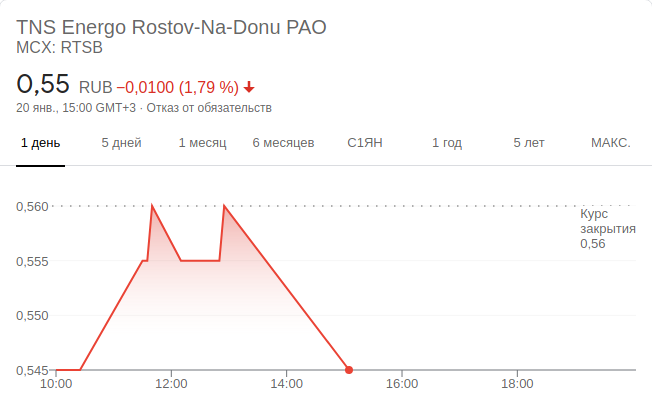 TNS Energo Rostov-Na-Donu PAO
MCX: RTSB
0,55 RUB −0,0100 (1,79 %)
20 янв., 15:00 GMT+3 · Отказ от обязательств
1 день 5 дней 1 месяц 6 месяцев С1ЯН 1 год 5 лет МАКС.
0,560
Курс
закрытия
0,56
0,555
0,550
0,545
10:00 12:00 14:00 16:00 18:00